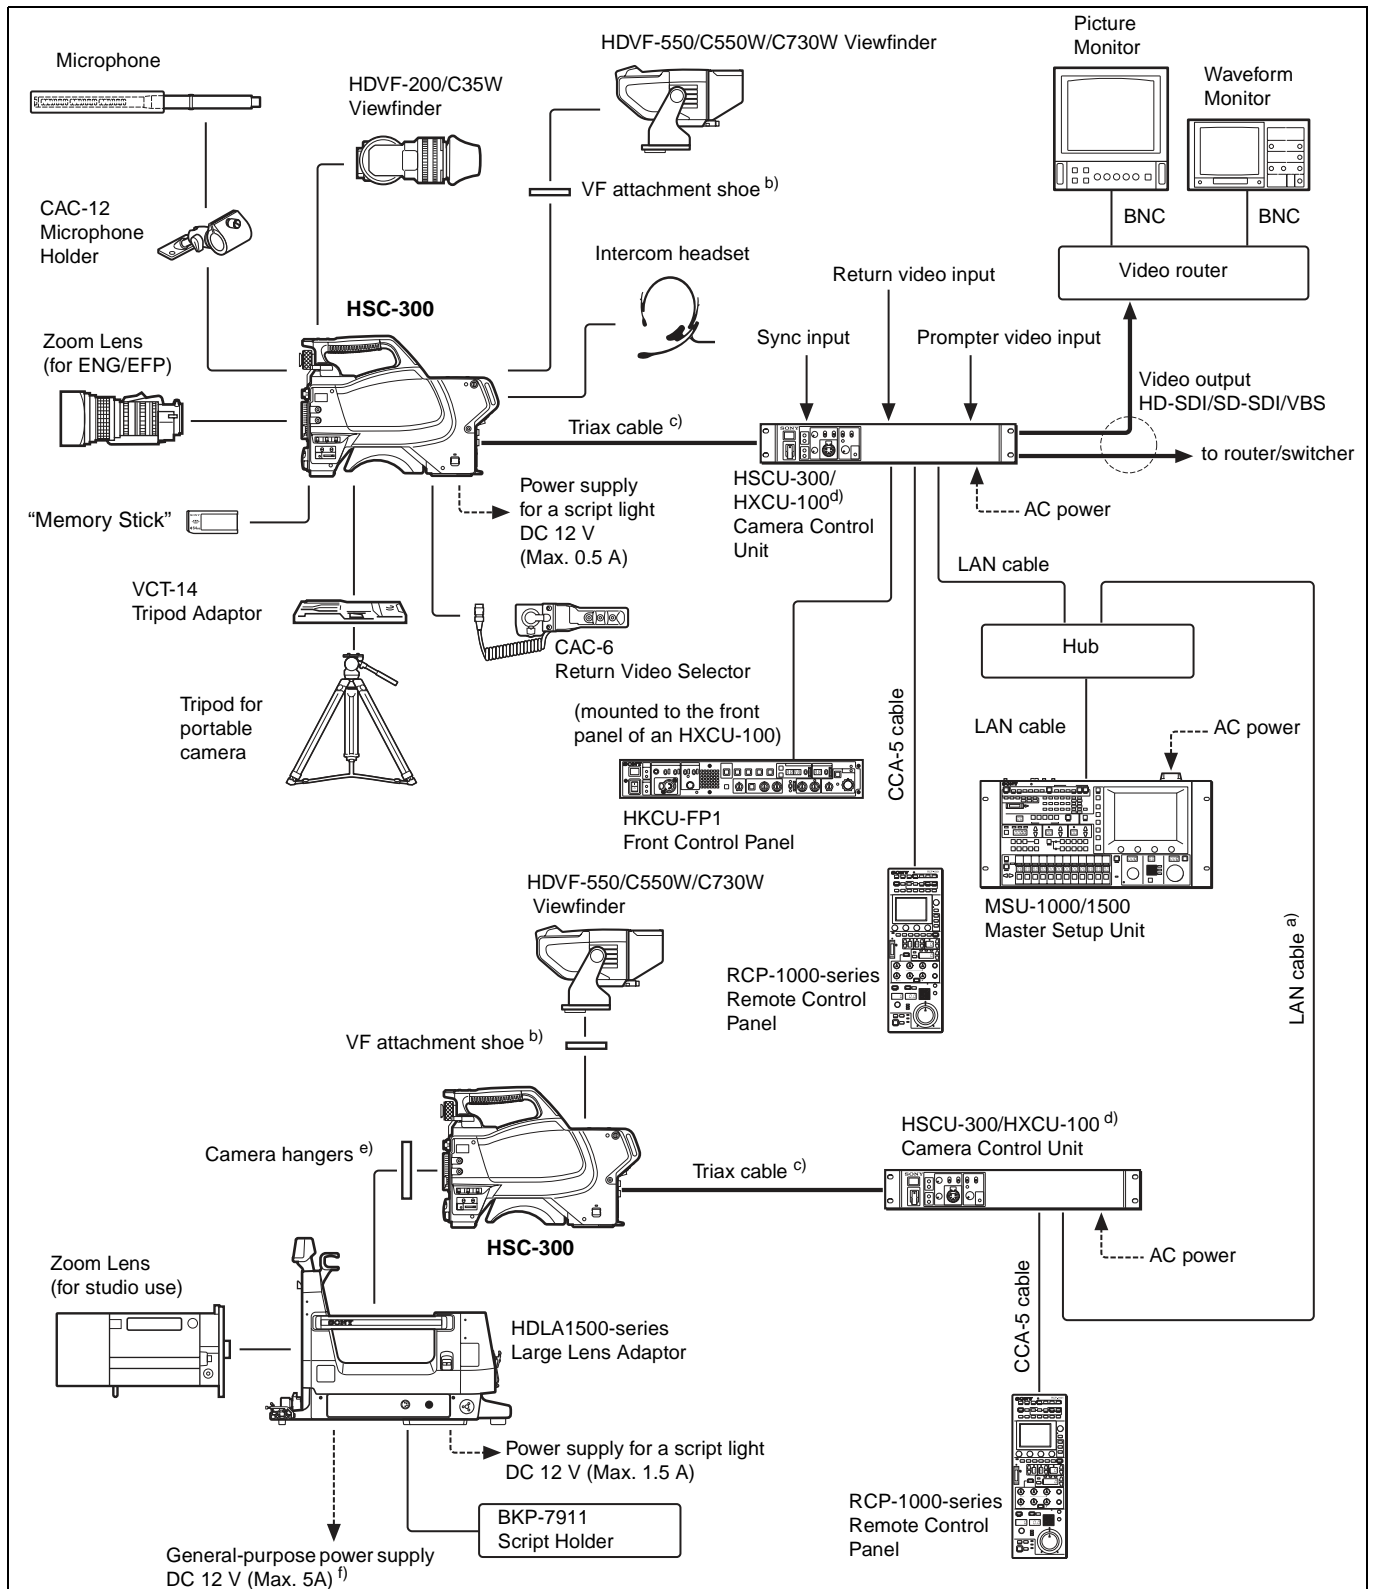 Microphone
HDVF-200/C35W
Viewfinder
HDVF-550/C550W/C730W Viewfinder
Picture
Monitor
Waveform
Monitor
VF attachment shoe b)
CAC-12
Microphone
Holder
BNC
BNC
Intercom headset
Return video input
Video router
HSC-300
Zoom Lens
(for ENG/EFP)
Sync input
Prompter video input
Video output
HD-SDI/SD-SDI/VBS
Triax cable c)
SONY
to router/switcher
HSCU-300/
HXCU-100d)
Camera Control
Unit
AC power
Power supply
for a script light
DC 12 V
(Max. 0.5 A)
“Memory Stick”
LAN cable
VCT-14
Tripod Adaptor
Hub
CAC-6
Return Video Selector
Tripod for
portable
camera
(mounted to the front
panel of an HXCU-100)
CCA-5 cable
LAN cable
AC power
SONY
HKCU-FP1
Front Control Panel
HDVF-550/C550W/C730W
Viewfinder
SONY
MSU-1000/1500
Master Setup Unit
LAN cable a)
RCP-1000-series
Remote Control
Panel
VF attachment shoe b)
HSCU-300/HXCU-100 d)
Camera Control Unit
Camera hangers e)
Triax cable c)
SONY
HSC-300
AC power
Zoom Lens
(for studio use)
CCA-5 cable
SONY
HDLA1500-series
Large Lens Adaptor
SONY
Power supply for a script light
DC 12 V (Max. 1.5 A)
BKP-7911
Script Holder
RCP-1000-series
Remote Control
Panel
General-purpose power supply
DC 12 V (Max. 5A) f)